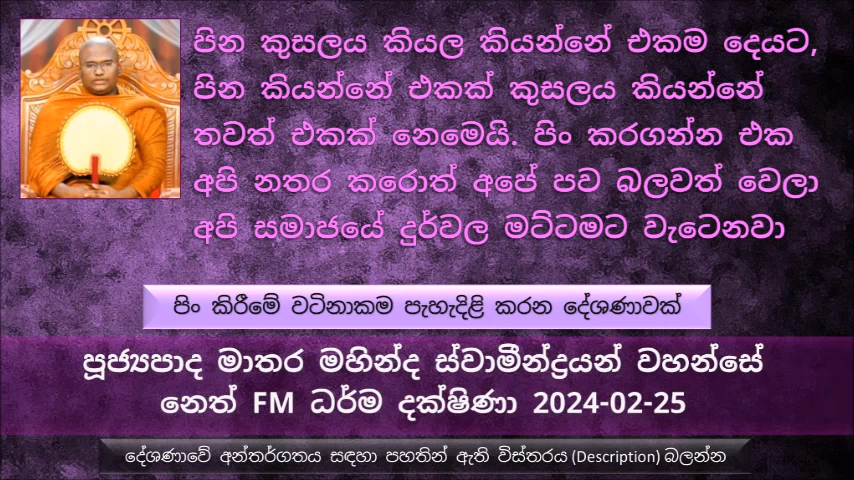 පින කුසලය කියල කියන්නේ එකම දෙයට,
පින කියන්නේ එකක් කුසලය කියන්නේ
තවත් එකක් නෙමෙයි. පිං කරගන්න එක
අපි නතර කරොත් අපේ පව බලවත් වෙලා
අපි සමාජයේ දුර්වල මට්ටමට වැටෙනවා
පිං කිරීමේ වටිනාකම පැහැදිළි කරන දේශණාවක්
පූජ්‍යපාද මාතර මහින්ද ස්වාමීන්ද්‍රයන් වහන්සේ
නෙත් FM ධර්ම දක්ෂිණා 2024-02-25
දේශණාවේ අන්තර්ගතය සඳහා පහතින් ඇති විස්තරය (Description) බලන්න